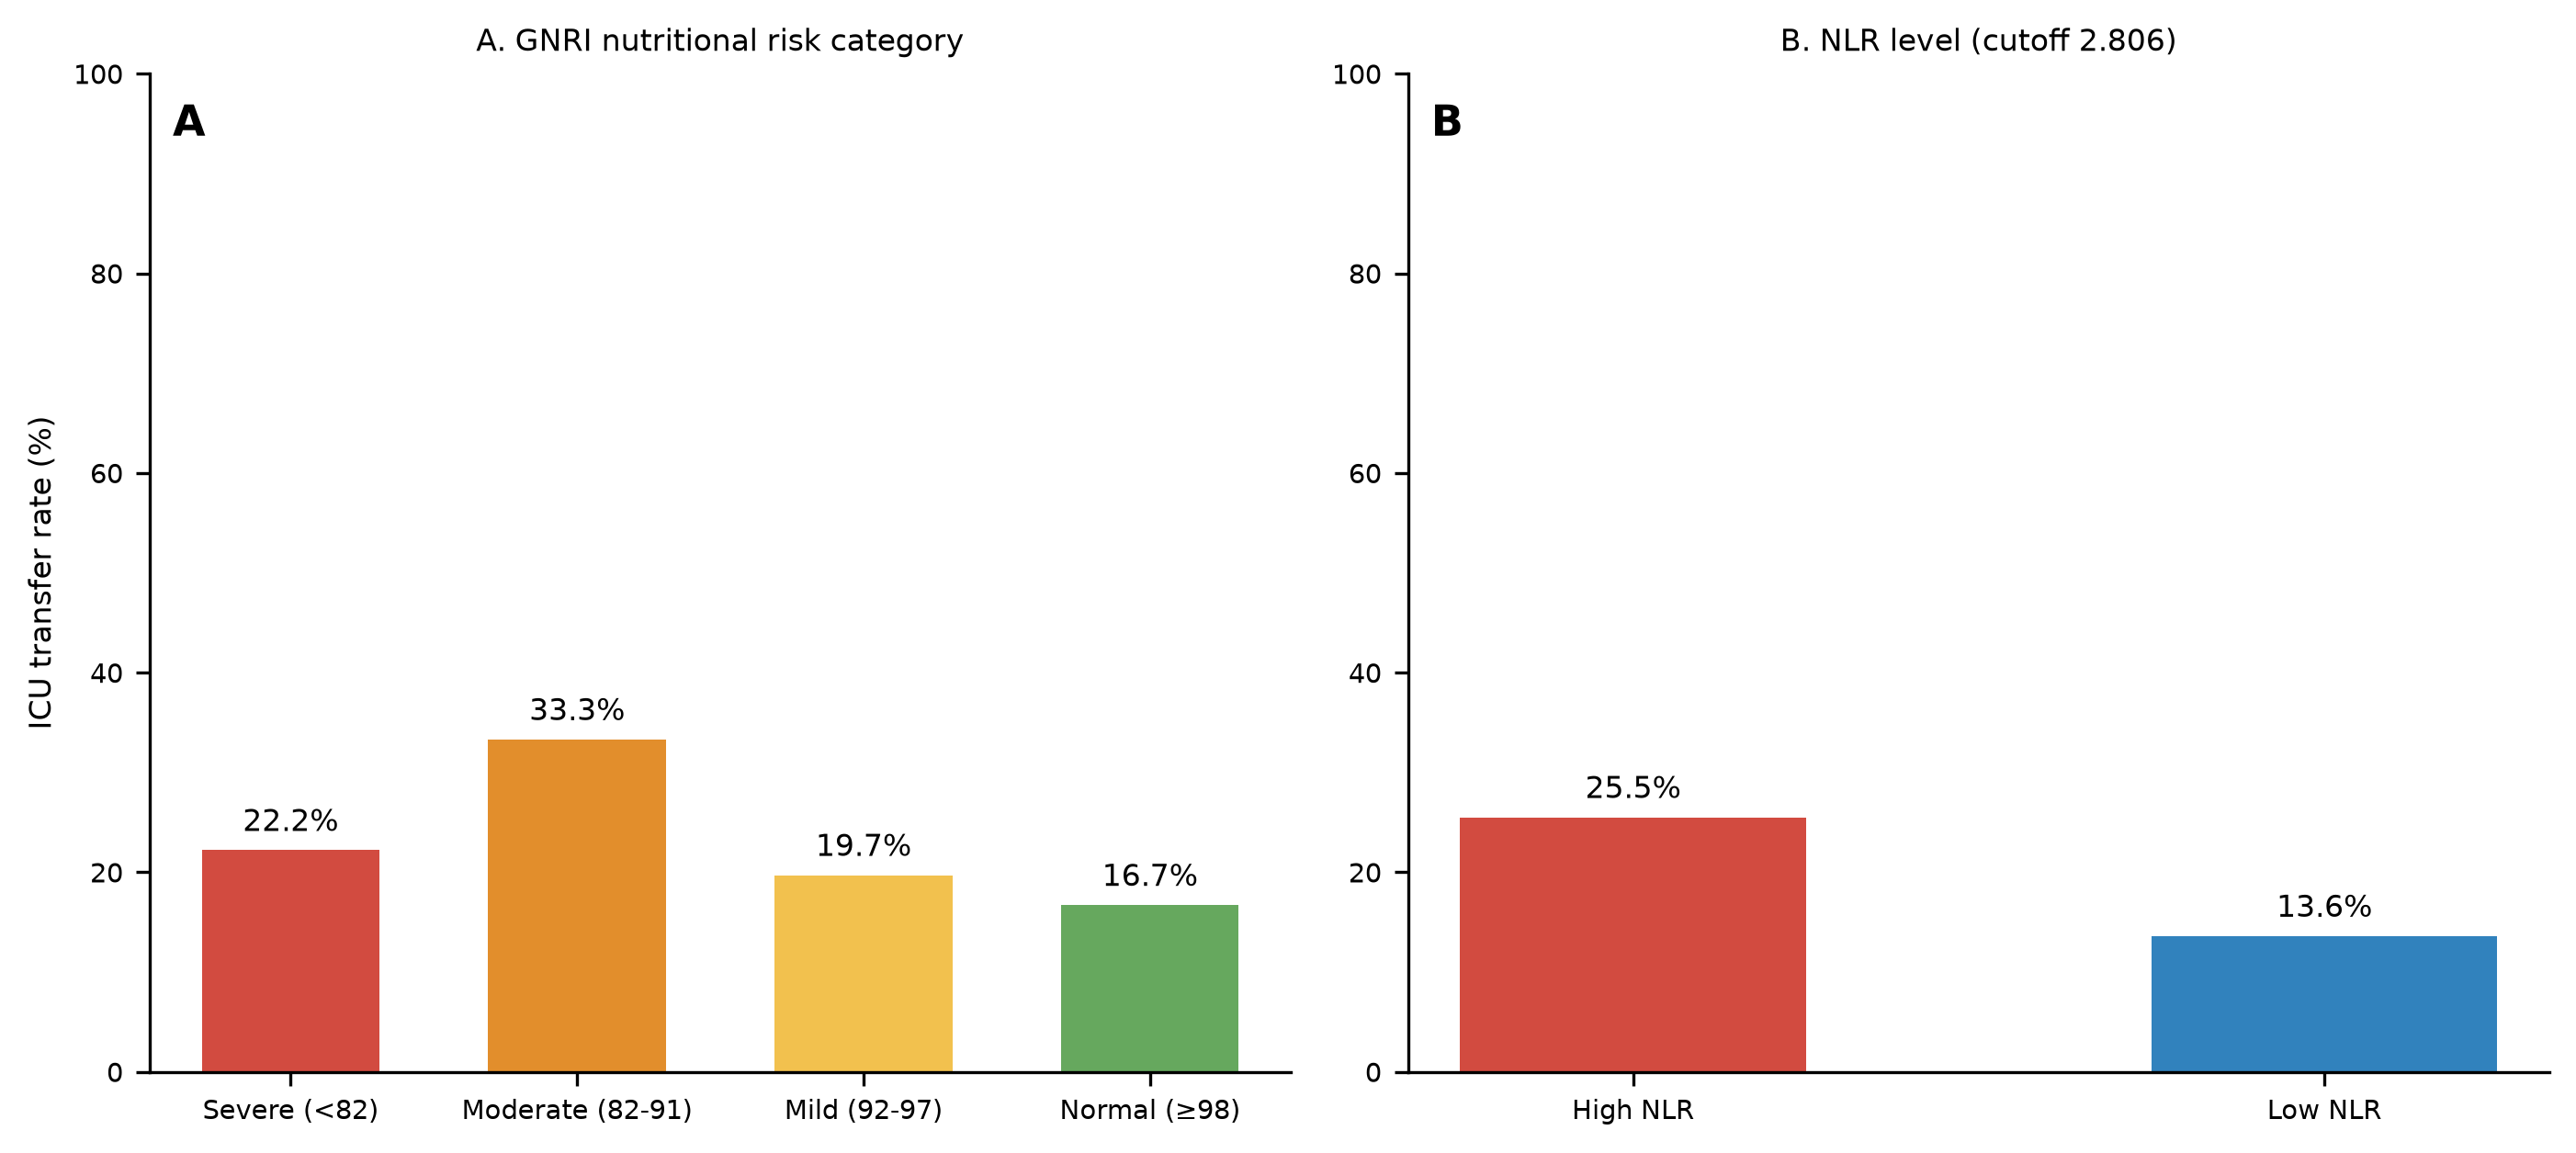 A. GNRI nutritional risk category
A
ICU transfer rate (%)
100
80
60
40
20
0
33.3%
22.2%
19.7%
16.7%
Severe (<82)
Moderate (82-91)
Mild (92-97)
Normal (≥98)
B. NLR level (cutoff 2.806)
B
100
80
60
40
20
0
25.5%
13.6%
High NLR
Low NLR